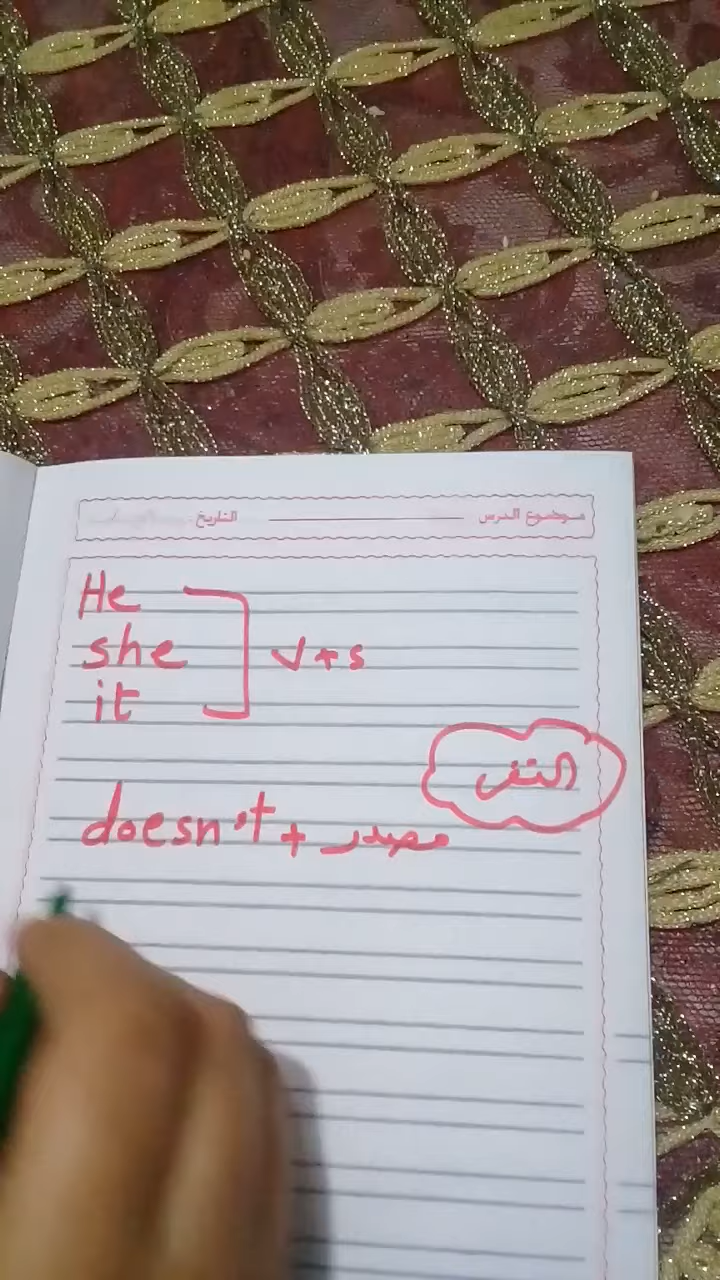 موضوع الدرس التاريخ
He
she v+s
it
النفى
doesn't + مصدر